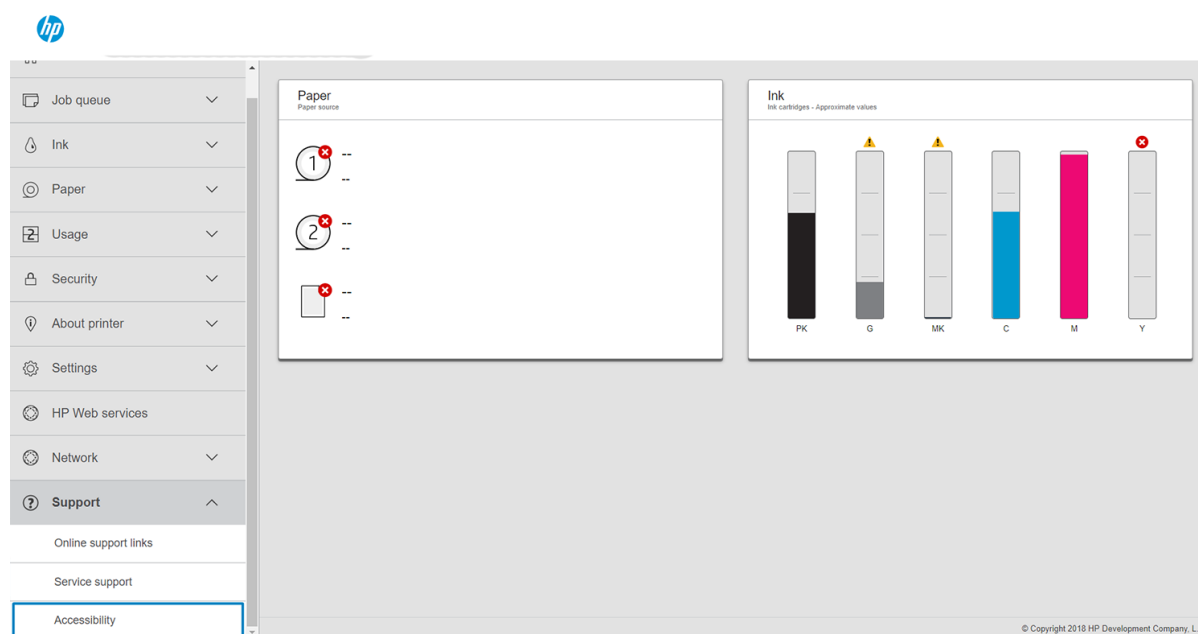 hp
Job queue
Ink
Paper
2
Usage
Security
About printer
Settings
HP Web services
Network
? Support
Online support links
Service support
Accessibility
Paper
Paper source
1
--
--
2
--
--
--
--
Ink
Ink cartridges - Approximate values
PK G MK C M Y
© Copyright 2018 HP Development Company, L